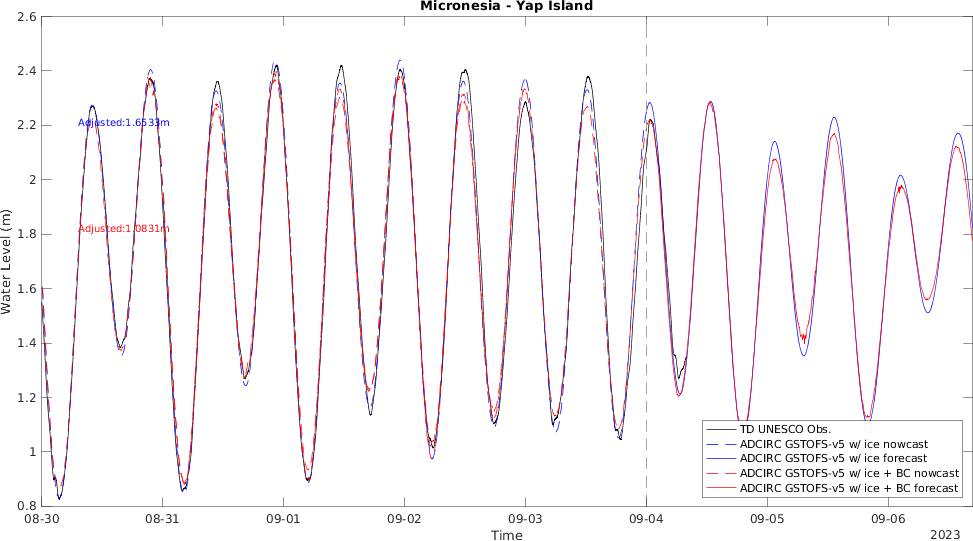 Micronesia - Yap Island
2.6
2.4
2.2
2
1.8
1.6
1.4
1.2
1
0.8
Water Level (m)
Adjusted:1.6533m
Adjusted:1.0831m
TD UNESCO Obs.
ADCIRC GSTOFS-v5 w/ ice nowcast
ADCIRC GSTOFS-v5 w/ ice forecast
ADCIRC GSTOFS-v5 w/ ice + BC nowcast
ADCIRC GSTOFS-v5 w/ ice + BC forecast
08-30 08-31 09-01 09-02 09-03 09-04 09-05 09-06
Time
2023